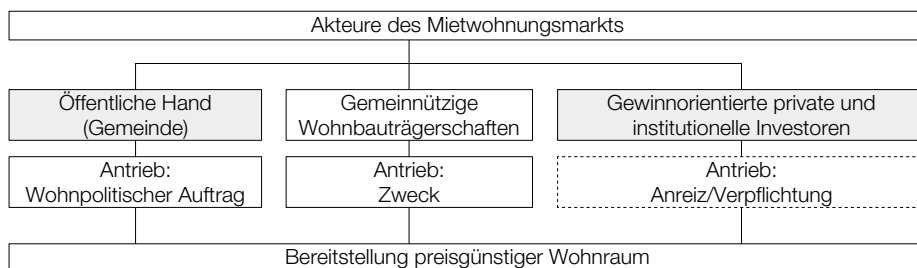 Akteure des Mietwohnungsmarkts
Öffentliche Hand
(Gemeinde)
Gemeinnützige
Wohnbauträgerschaften
Gewinnorientierte private und
institutionelle Investoren
Antrieb:
Wohnpolitischer Auftrag
Antrieb:
Zweck
Antrieb:
Anreiz/Verpflichtung
Bereitstellung preisgünstiger Wohnraum